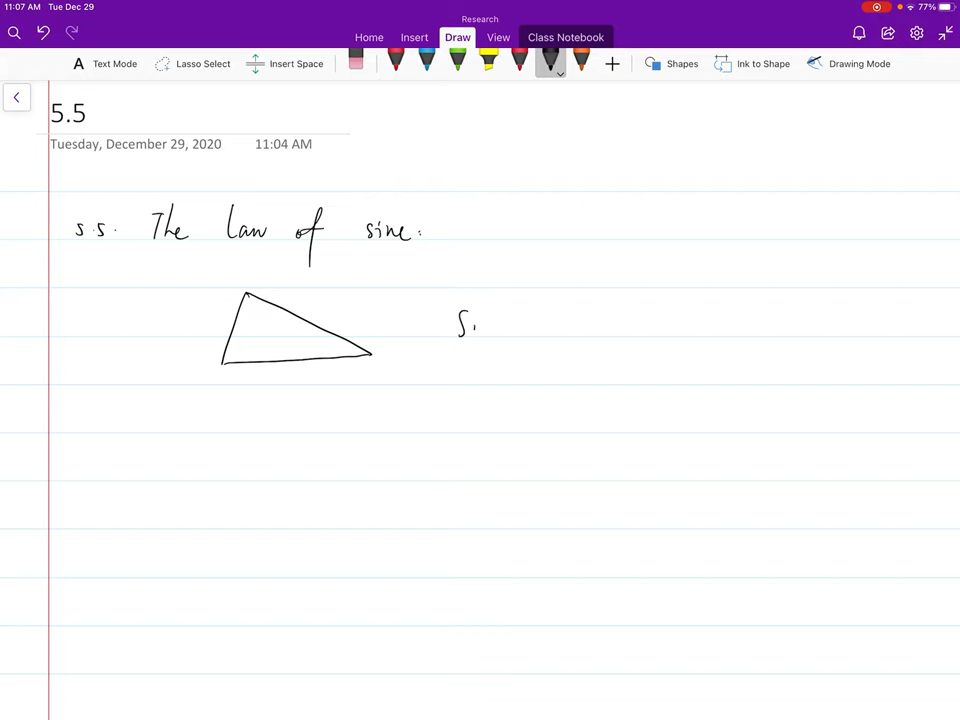 11:07 AM Tue Dec 29
77%
Research
Home Insert Draw View Class Notebook
Text Mode Lasso Select Insert Space Shapes Ink to Shape Drawing Mode
5.5
Tuesday, December 29, 2020 11:04 AM
5.5. The law of sine: